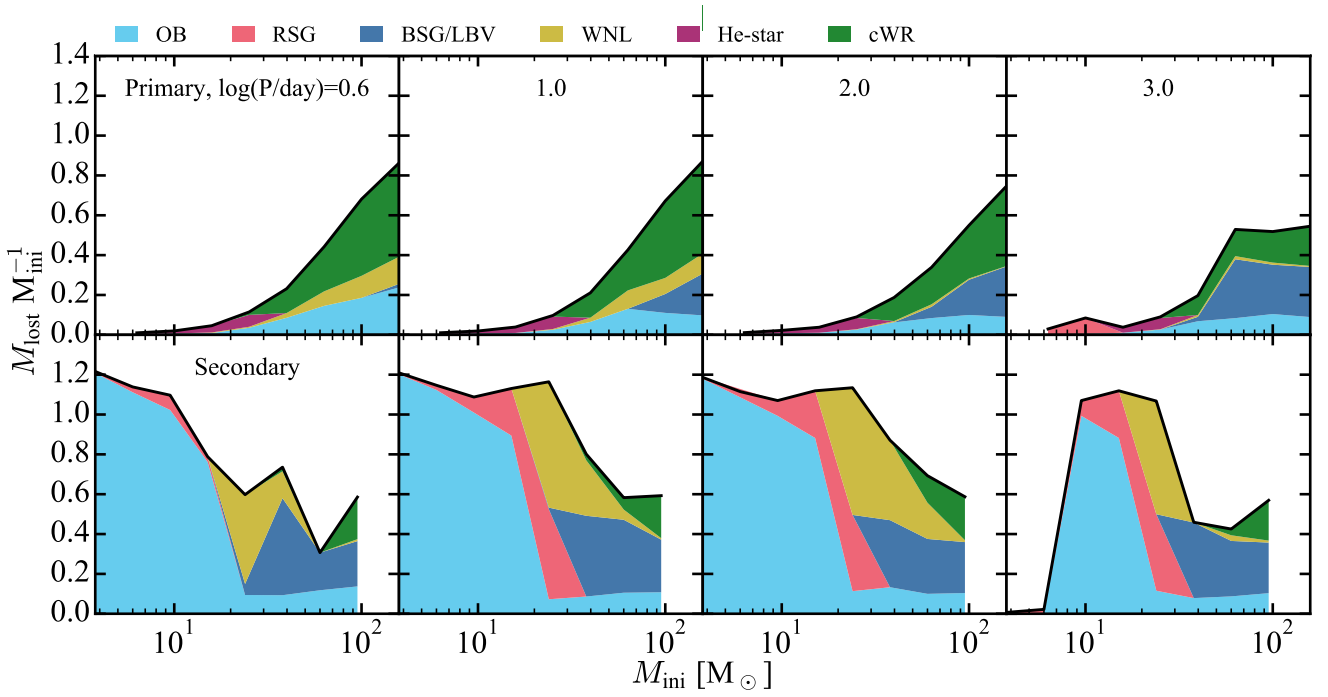 OB RSG BSG/LBV WNL He-star cWR
Primary, log(P/day)=0.6 1.0 2.0 3.0
1.4
1.2
1.0
0.8
0.6
0.4
0.2
0.0
M_lost M_ini^-1
Secondary
1.2
1.0
0.8
0.6
0.4
0.2
0.0
10^1 10^2 10^1 10^2 10^1 10^2 10^1 10^2
M_ini [M_⊙]